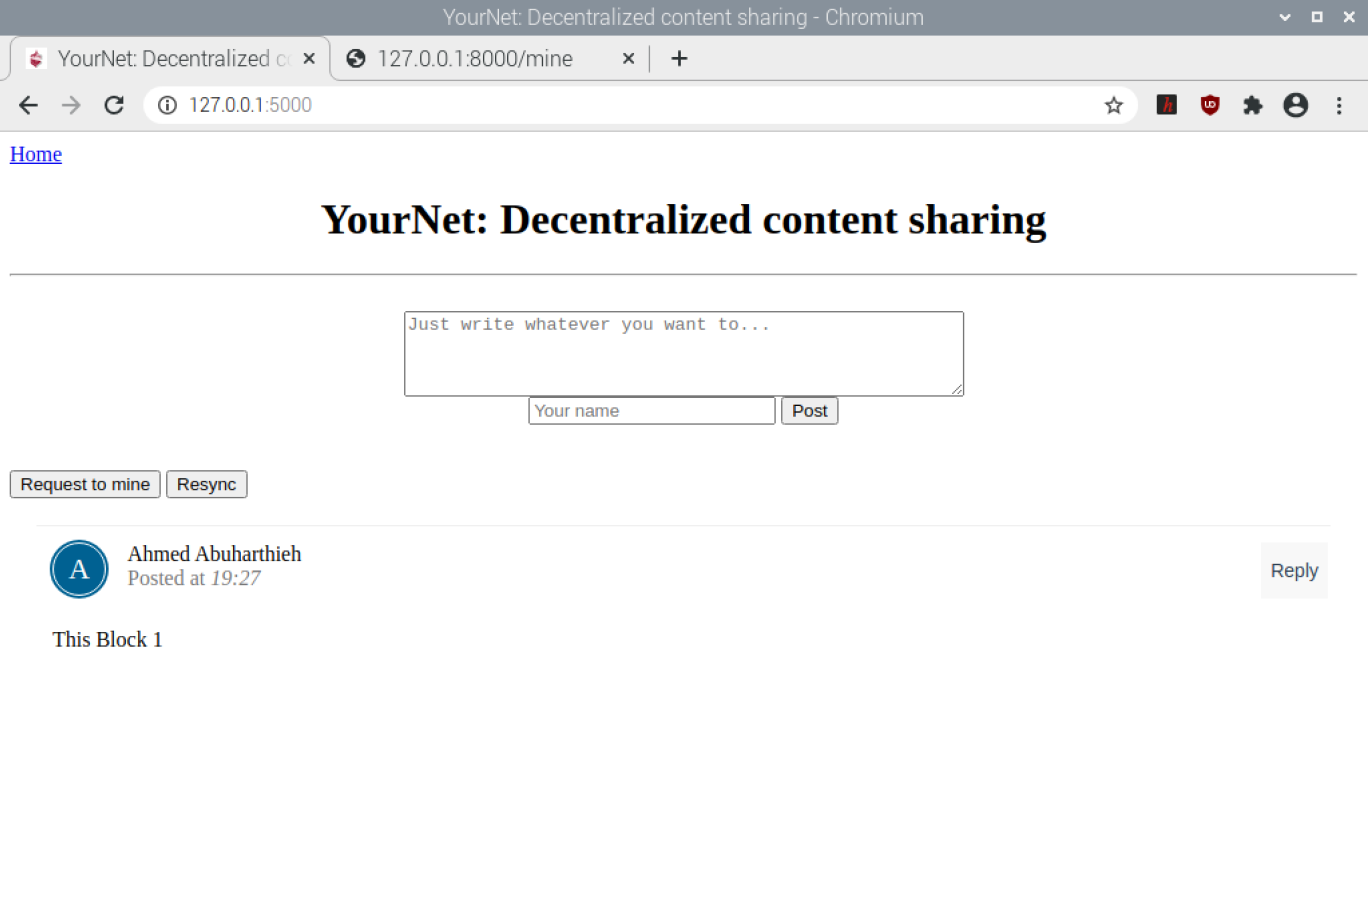 YourNet: Decentralized content sharing - Chromium
YourNet: Decentralized c
127.0.0.1:8000/mine
127.0.0.1:5000
h
Home
YourNet: Decentralized content sharing
Just write whatever you want to...
Your name
Post
Request to mine
Resync
A
Ahmed Abuharthieh
Posted at 19:27
Reply
This Block 1